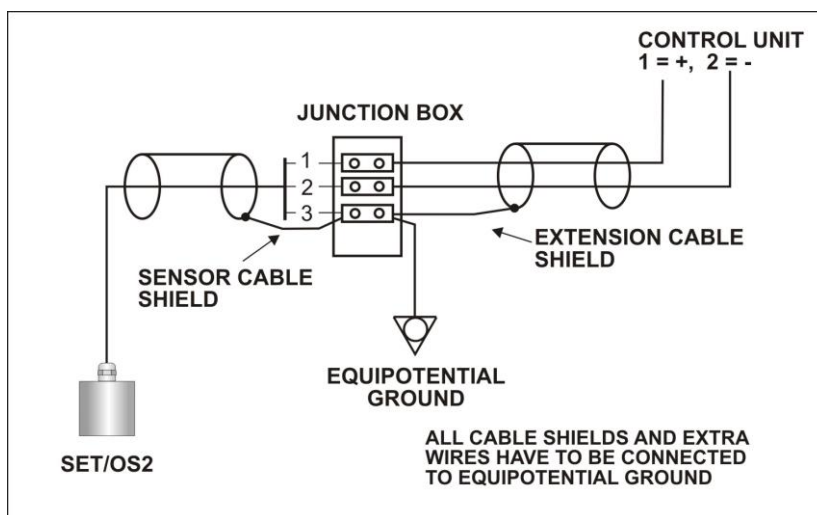 CONTROL UNIT
1 = +, 2 = -
JUNCTION BOX
1
2
3
SENSOR CABLE
SHIELD
EXTENSION CABLE
SHIELD
EQUIPOTENTIAL
GROUND
SET/OS2
ALL CABLE SHIELDS AND EXTRA
WIRES HAVE TO BE CONNECTED
TO EQUIPOTENTIAL GROUND